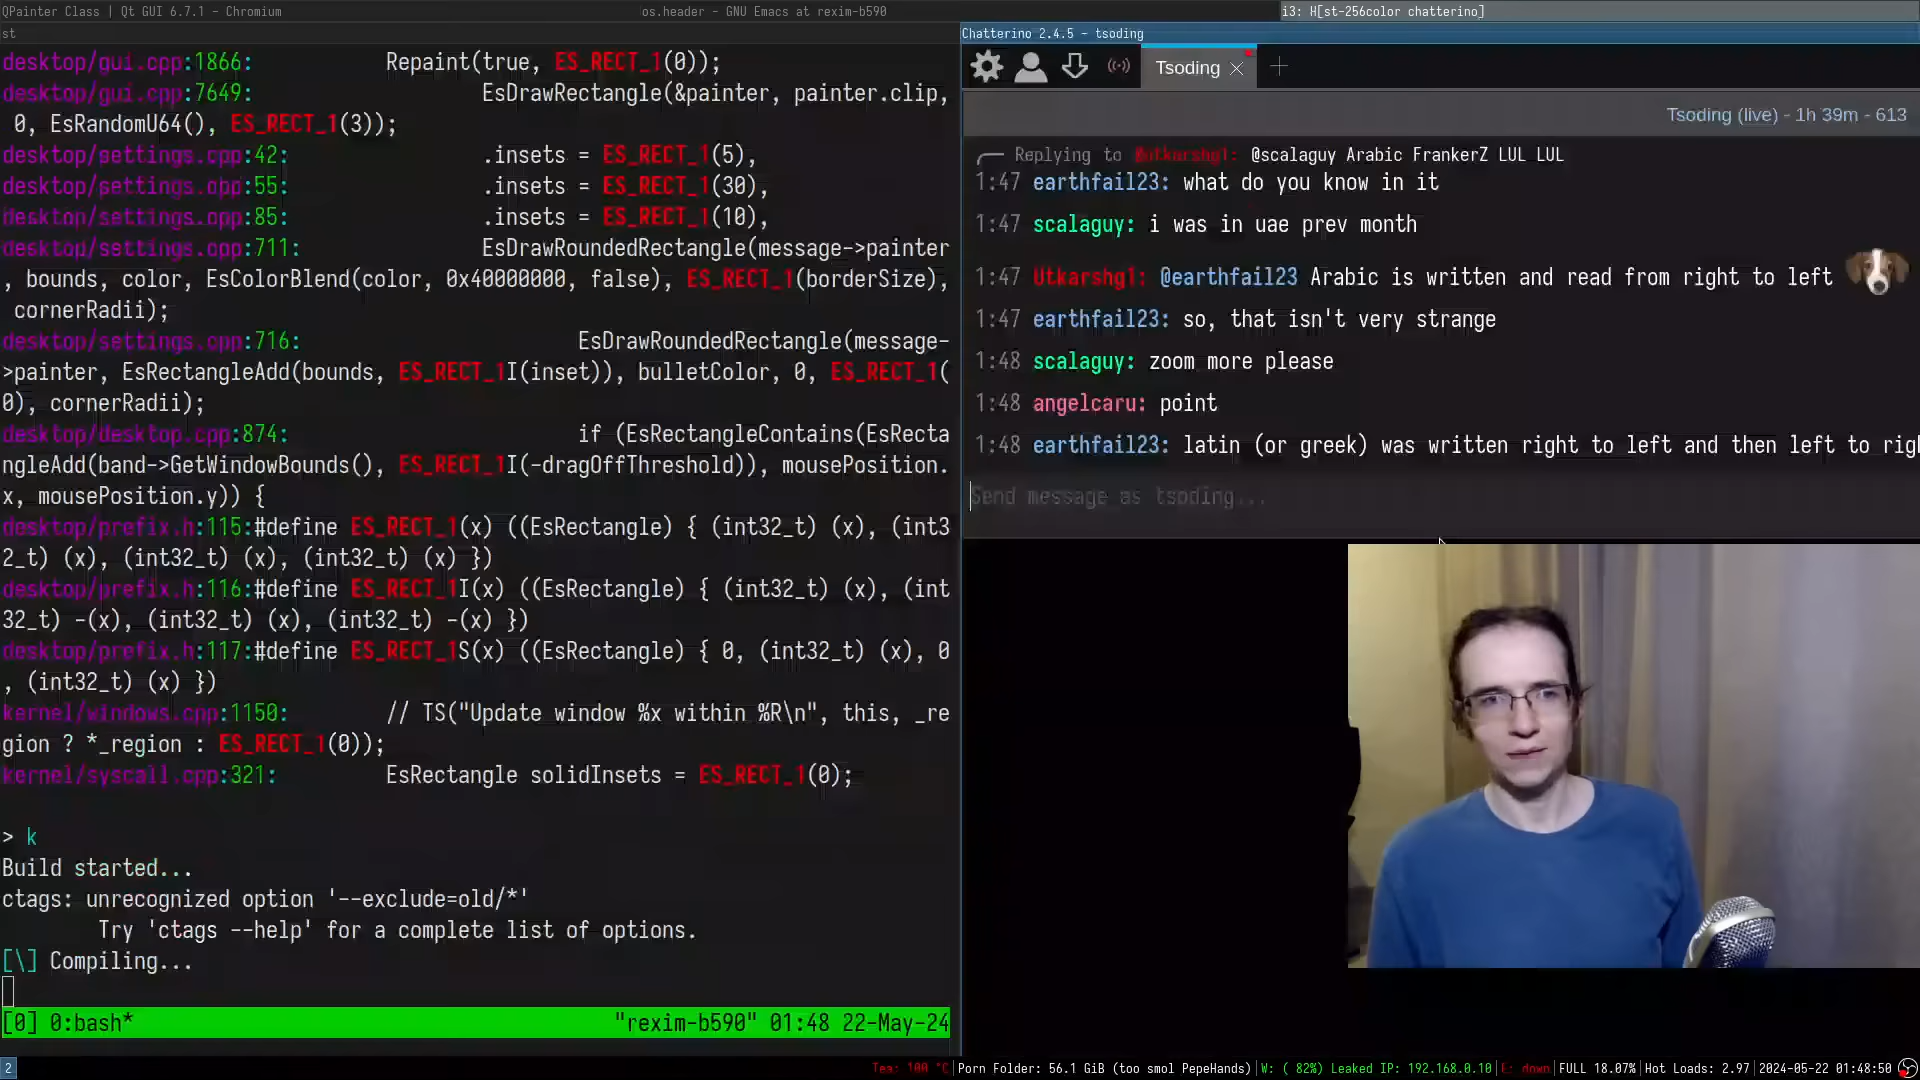 QPainter Class | Qt GUI 6.7.1 - Chromium
os.header - GNU Emacs at rexim-b590
i3: H[st-256color chatterino]
st
desktop/gui.cpp:1866: Repaint(true, ES_RECT_1(0));
desktop/gui.cpp:7649: EsDrawRectangle(&painter, painter.clip,
0, EsRandomU64(), ES_RECT_1(3));
desktop/settings.cpp:42: .insets = ES_RECT_1(5),
desktop/settings.cpp:55: .insets = ES_RECT_1(30),
desktop/settings.cpp:85: .insets = ES_RECT_1(10),
desktop/settings.cpp:711: EsDrawRoundedRectangle(message->painter
, bounds, color, EsColorBlend(color, 0x40000000, false), ES_RECT_1(borderSize),
cornerRadii);
desktop/settings.cpp:716: EsDrawRoundedRectangle(message-
>painter, EsRectangleAdd(bounds, ES_RECT_1I(inset)), bulletColor, 0, ES_RECT_1(
0), cornerRadii);
desktop/desktop.cpp:874: if (EsRectangleContains(EsRecta
ngleAdd(band->GetWindowBounds(), ES_RECT_1I(-dragOffThreshold)), mousePosition.
x, mousePosition.y)) {
desktop/prefix.h:115:#define ES_RECT_1(x) ((EsRectangle) { (int32_t) (x), (int3
2_t) (x), (int32_t) (x), (int32_t) (x) })
desktop/prefix.h:116:#define ES_RECT_1I(x) ((EsRectangle) { (int32_t) (x), (int
32_t) -(x), (int32_t) (x), (int32_t) -(x) })
desktop/prefix.h:117:#define ES_RECT_1S(x) ((EsRectangle) { 0, (int32_t) (x), 0
, (int32_t) (x) })
kernel/windows.cpp:1150: // TS("Update window %x within %R\n", this, _re
gion ? *_region : ES_RECT_1(0));
kernel/syscall.cpp:321: EsRectangle solidInsets = ES_RECT_1(0);
> k
Build started...
ctags: unrecognized option '--exclude=old/*'
Try 'ctags --help' for a complete list of options.
[\] Compiling...
[0] 0:bash* "rexim-b590" 01:48 22-May-24
Chatterino 2.4.5 - tsoding
Tsoding
Tsoding (live) - 1h 39m - 613
Replying to @utkarshg1: @scalaguy Arabic FrankerZ LUL LUL
1:47 earthfail23: what do you know in it
1:47 scalaguy: i was in uae prev month
1:47 Utkarshg1: @earthfail23 Arabic is written and read from right to left
1:47 earthfail23: so, that isn't very strange
1:48 scalaguy: zoom more please
1:48 angelcaru: point
1:48 earthfail23: latin (or greek) was written right to left and then left to righ
Send message as tsoding...
2
Tea: 100 °C|Porn Folder: 56.1 GiB (too smol PepeHands)|W: ( 82%) Leaked IP: 192.168.0.10|E: down|FULL 18.07%|Hot Loads: 2.97|2024-05-22 01:48:50